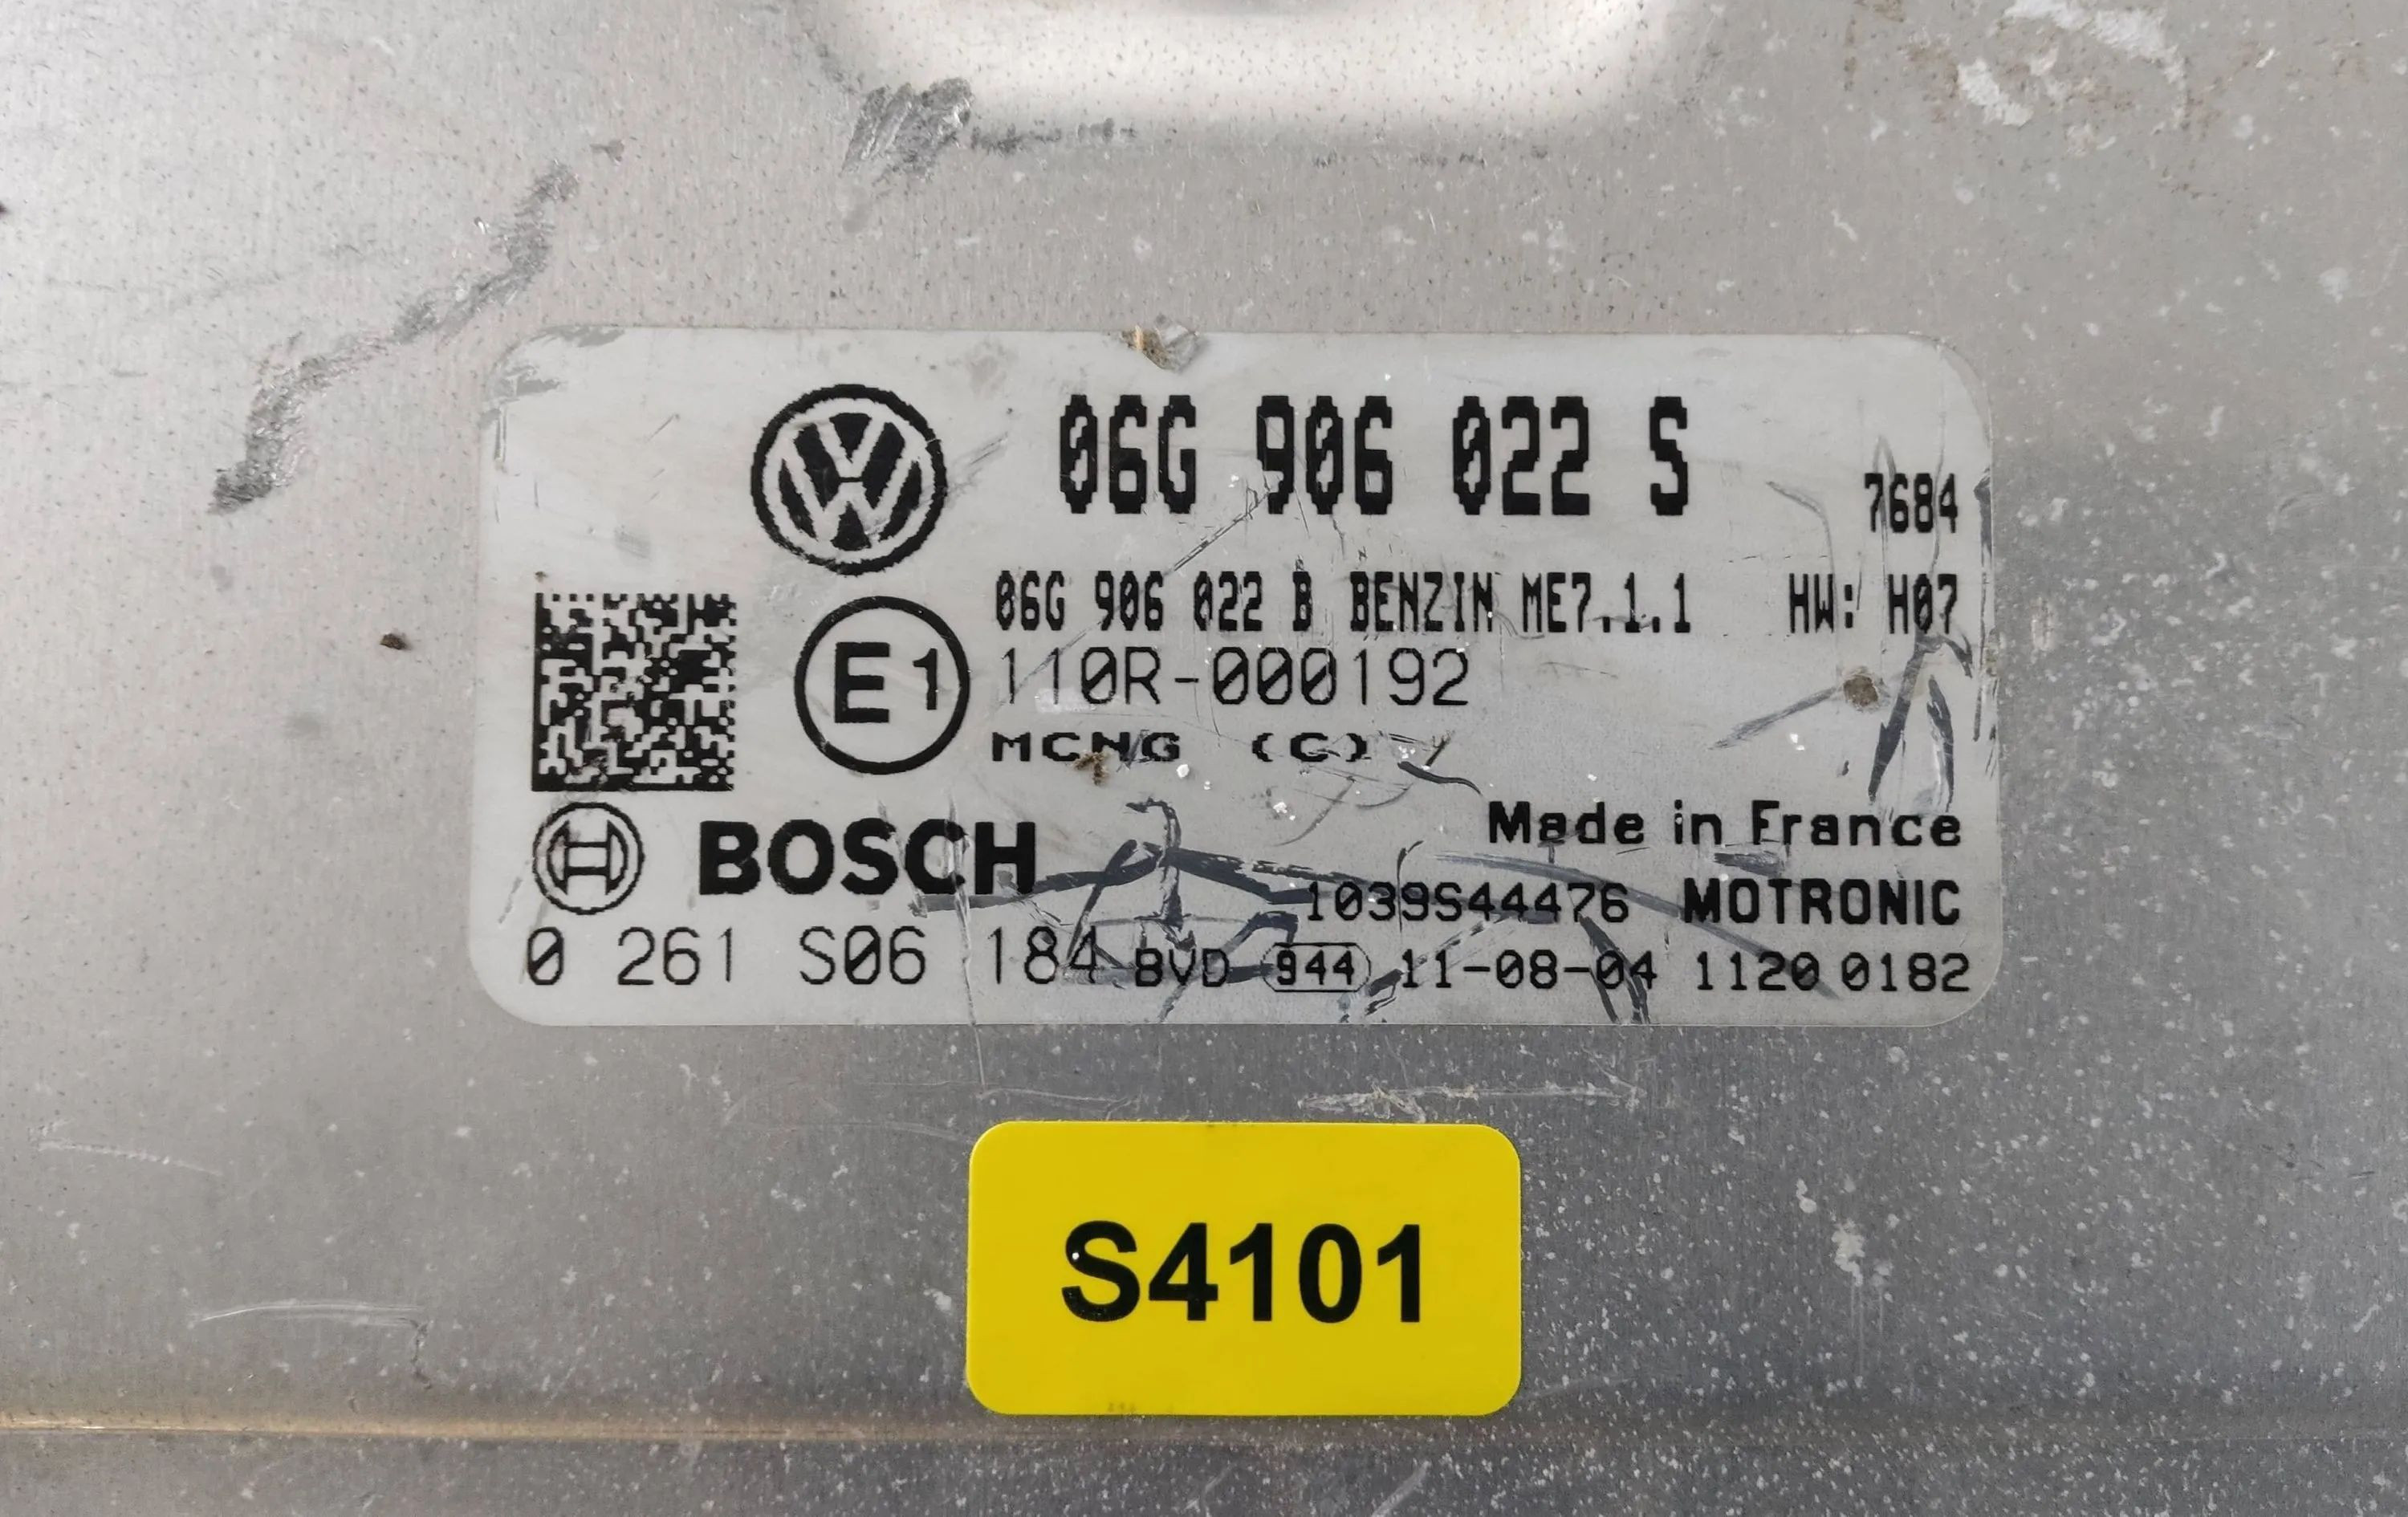 06G 906 022 S
7684
06G 906 022 B BENZIN ME7.1.1 HW: H07
E1 110R-000192
MCNG (C)
Made in France
BOSCH
1039S44476 MOTRONIC
0 261 S06 184 BVD 944 11-08-04 1120 0182
S4101